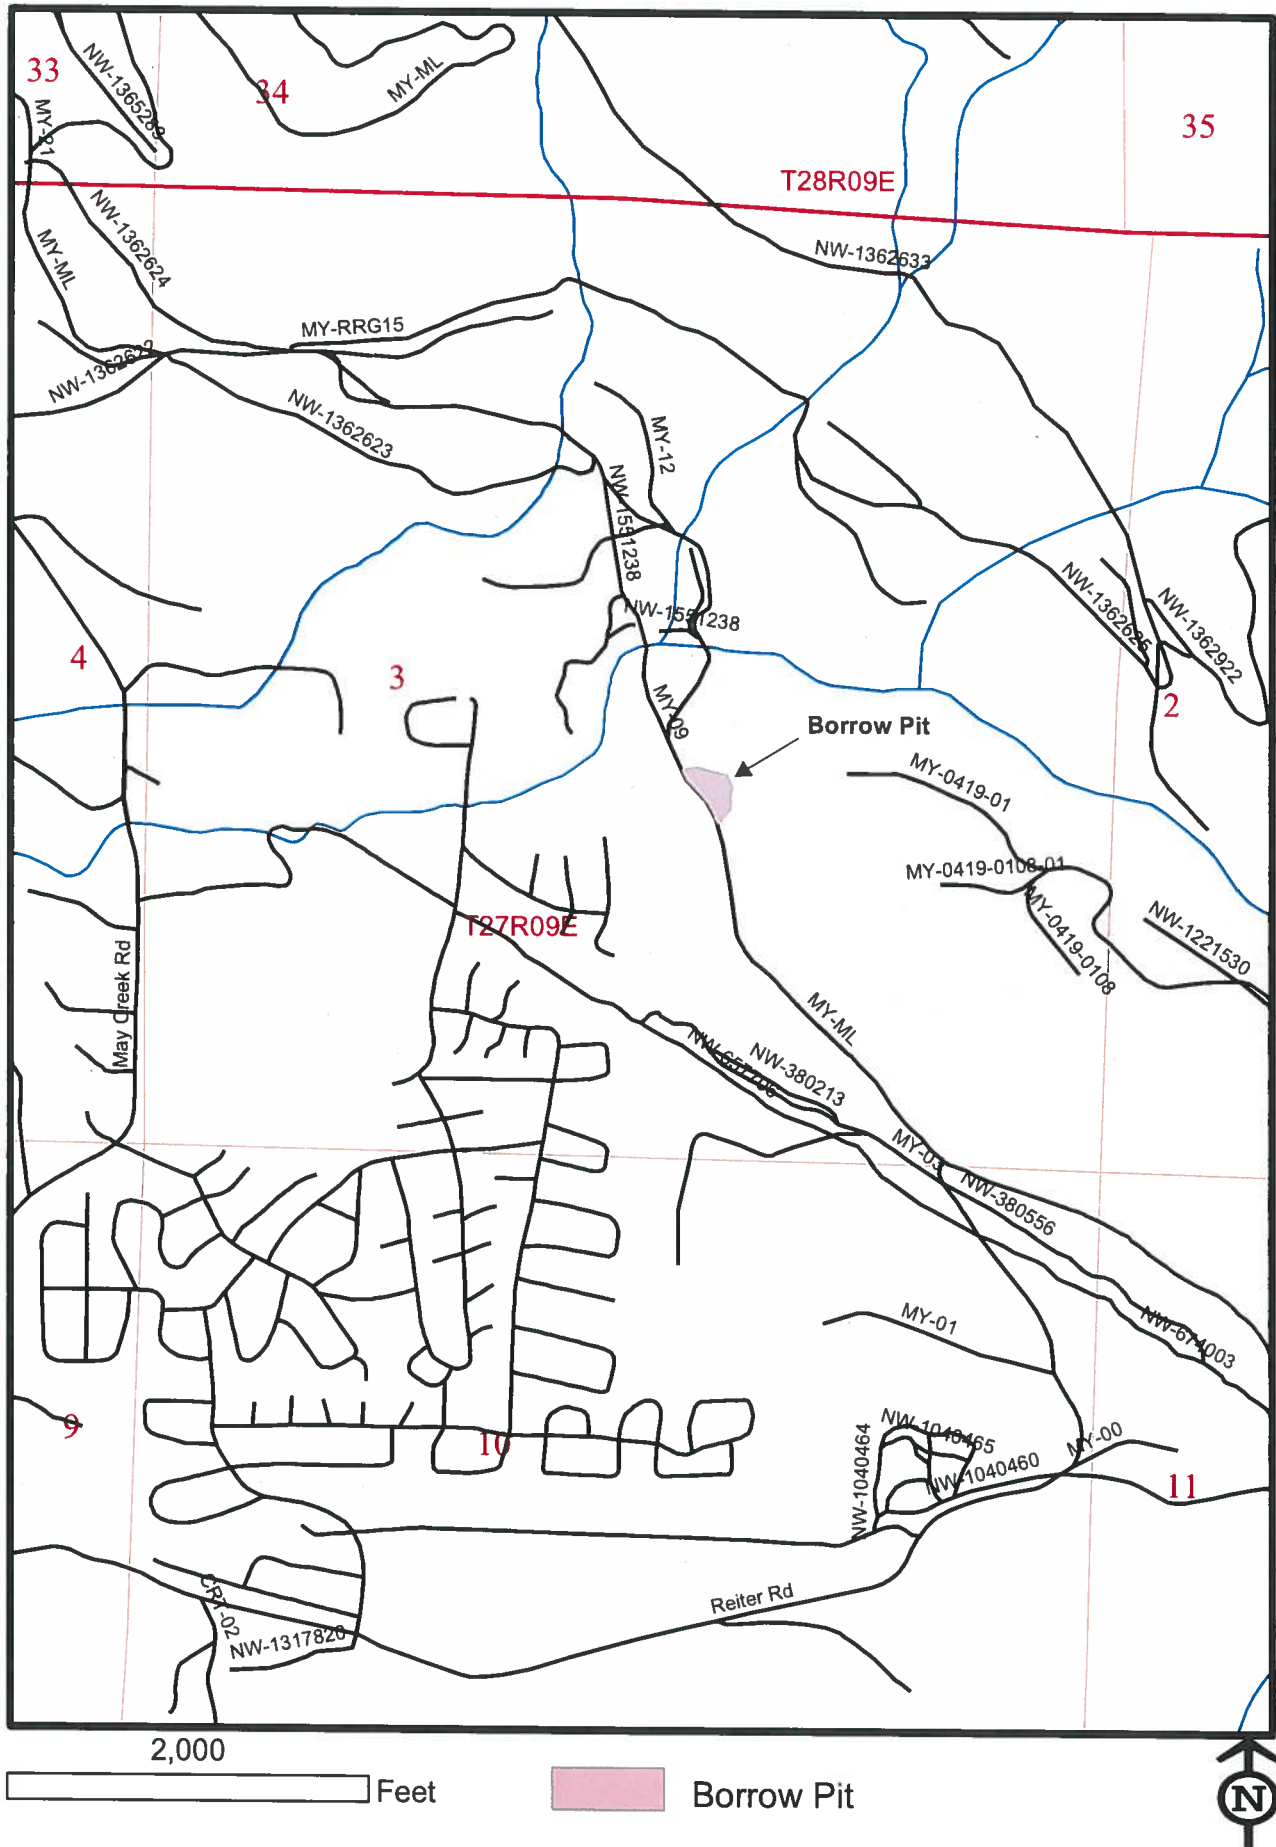 33
34
35
NW-1365289
MY-ML
MY-21
T28R09E
NW-1362624
MY-ML
NW-1362633
MY-RRG15
NW-1362622
NW-1362623
MY-12
NW-1551238
NW-1551238
NW-1362625
NW-1362922
4
3
2
MY-09
Borrow Pit
MY-0419-01
MY-0419-0108-01
MY-0419-0108
NW-1221530
T27R09E
May Creek Rd
MY-ML
NW-657206
NW-380213
MY-03
NW-380556
MY-01
NW-674003
9
10
11
NW-1040464
NW-1040465
NW-1040460
MY-00
CRT-02
NW-1317820
Reiter Rd
2,000
Feet
Borrow Pit
N